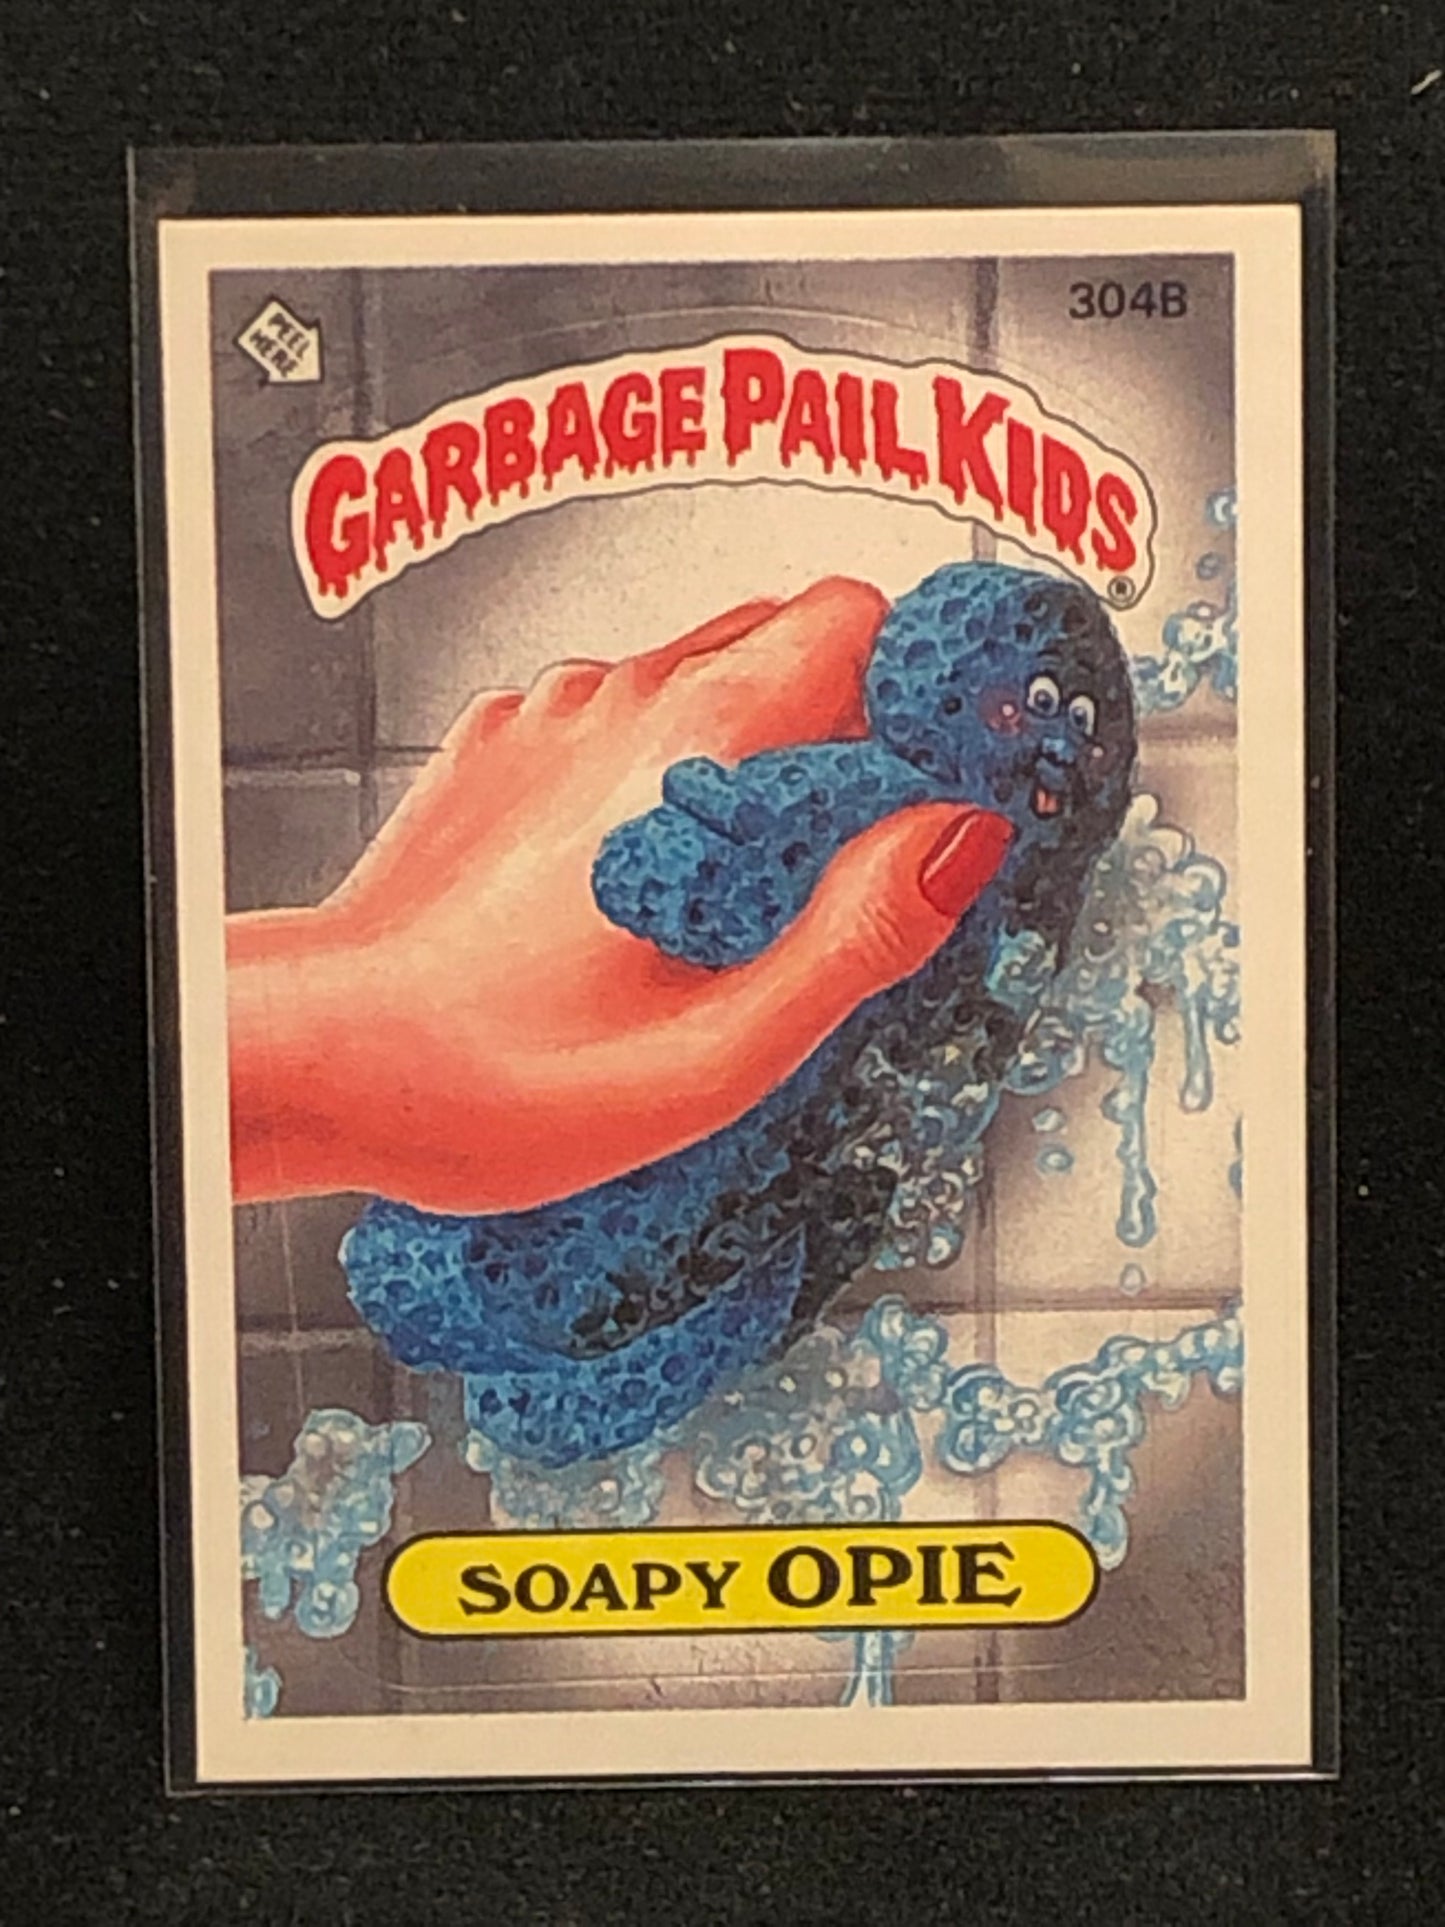 PEEL
HERE
304B
GARBAGE PAIL KIDS
®
SOAPY OPIE